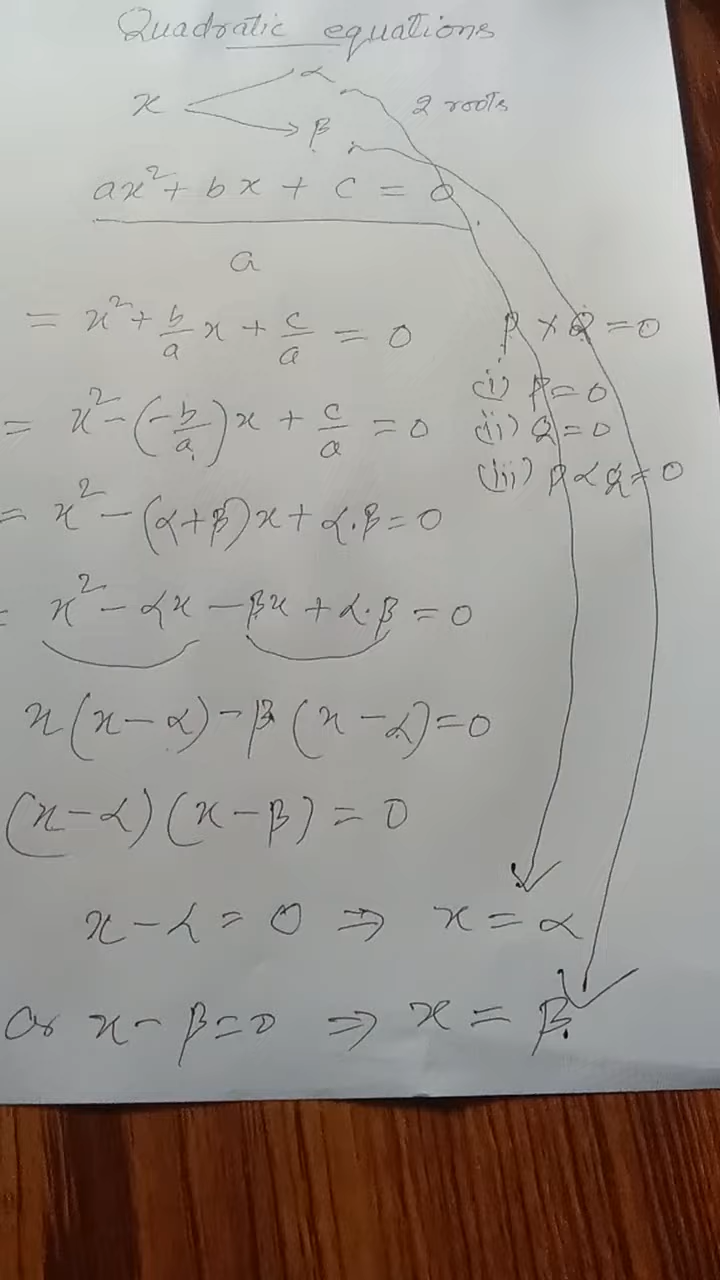 Quadratic equations
x α β 2 roots
ax² + bx + c = 0
a
= x² + b/a x + c/a = 0
P × Q = 0
= x² - (-b/a)x + c/a = 0
(i) P = 0
(ii) Q = 0
(iii) P & Q = 0
= x² - (α+β)x + α.β = 0
= x² - αx - βx + α.β = 0
x(x-α) - β(x-α) = 0
(x-α)(x-β) = 0
x - α = 0 ⇒ x = α
Or x - β = 0 ⇒ x = β.